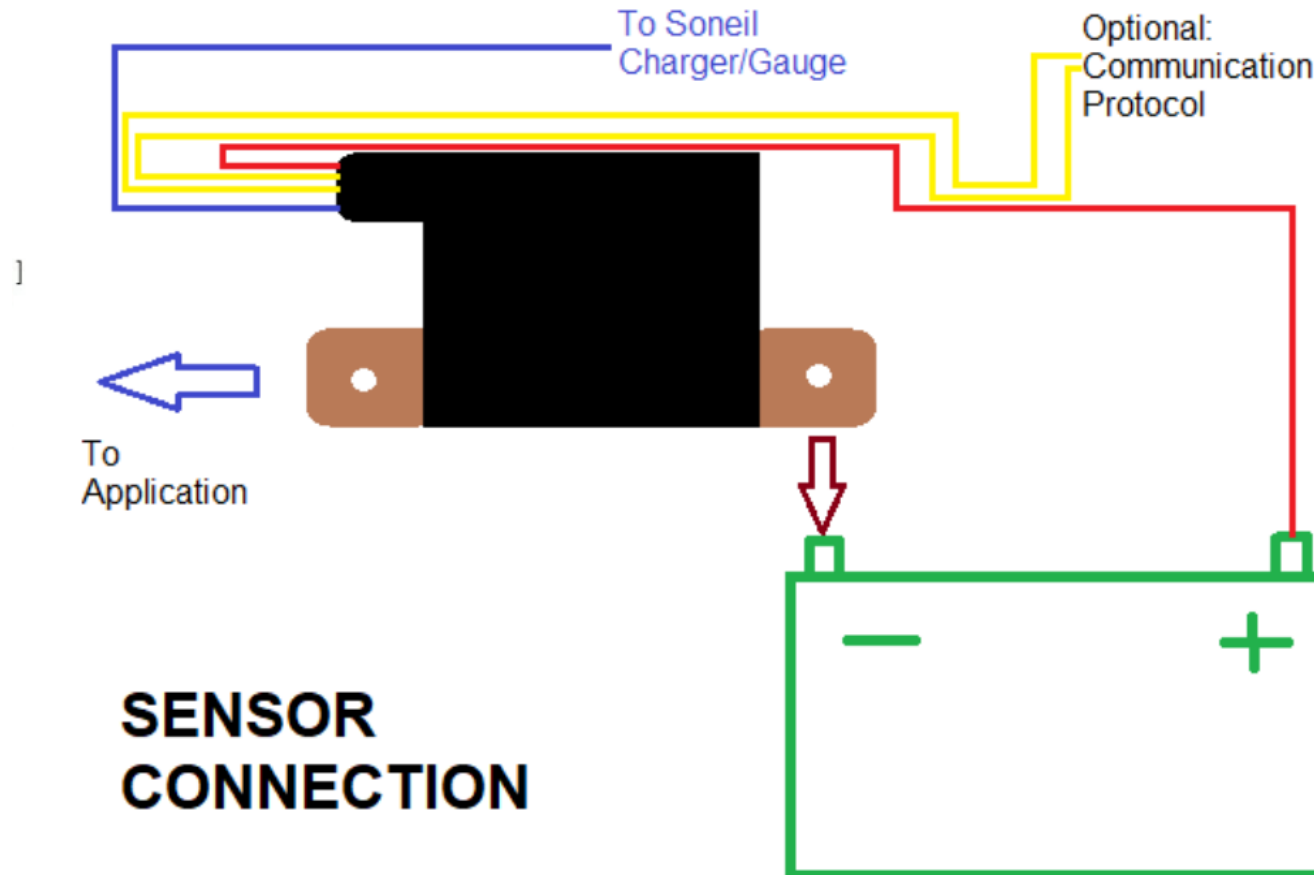 To Soneil
Charger/Gauge
Optional:
Communication
Protocol
]
To
Application
— +
SENSOR
CONNECTION